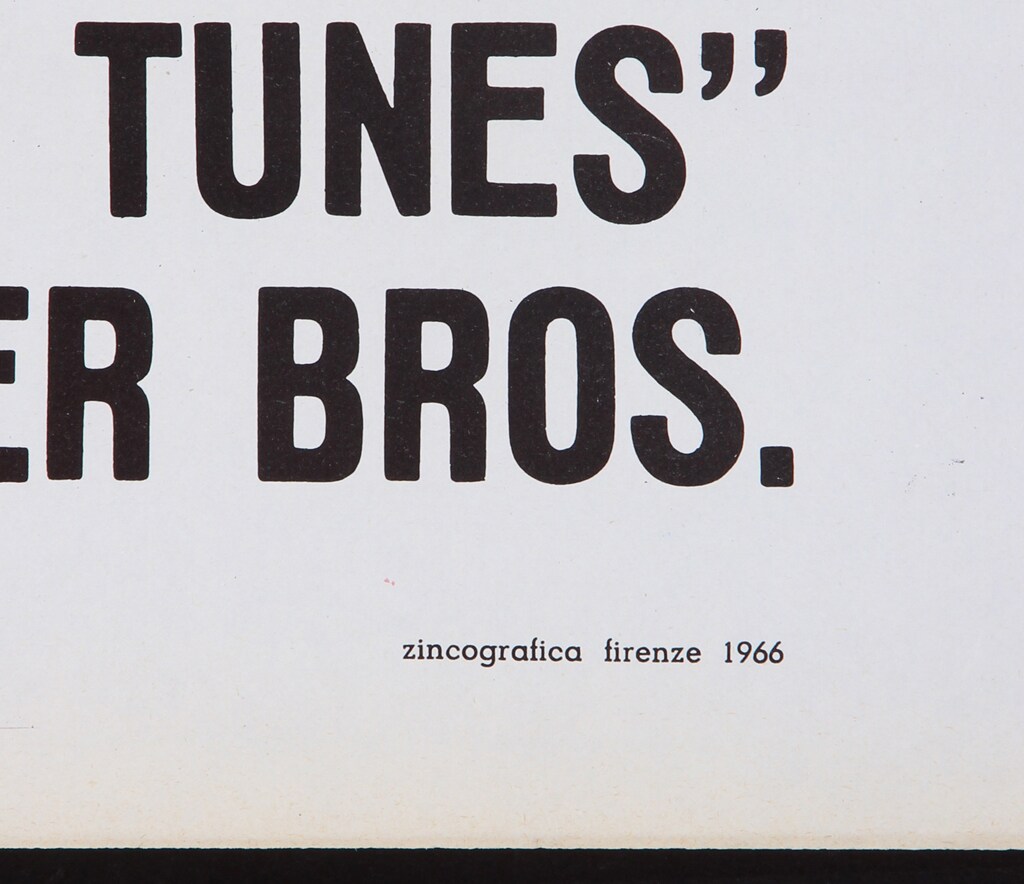 TUNES”
ER BROS.
zincografica firenze 1966